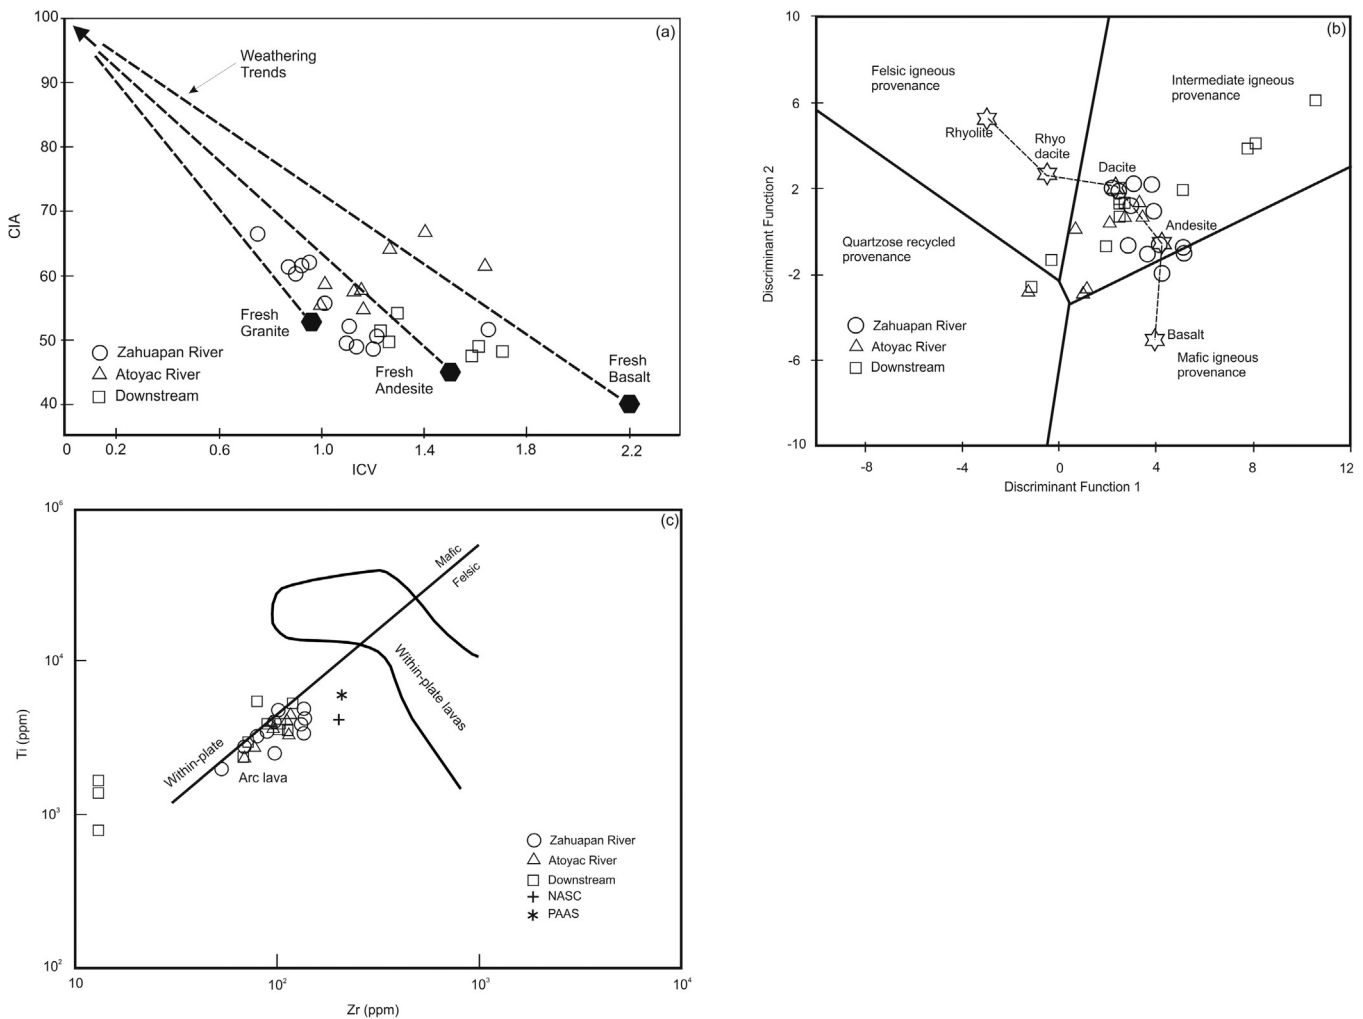 (a)
100
90
80
70
60
50
40
CIA
Weathering
Trends
Fresh
Granite
Fresh
Andesite
Fresh
Basalt
Zahuapan River
Atoyac River
Downstream
0
0.2
0.6
1.0
1.4
1.8
2.2
ICV
(b)
10
6
2
-2
-6
-10
Discriminant Function 2
Felsic igneous
provenance
Intermediate igneous
provenance
Rhyolite
Rhyo
dacite
Dacite
Andesite
Quartzose recycled
provenance
Basalt
Mafic igneous
provenance
Zahuapan River
Atoyac River
Downstream
-8
-4
0
4
8
12
Discriminant Function 1
(c)
10⁶
10⁴
10³
10²
Ti (ppm)
Mafic
Felsic
Within-plate lavas
Within-plate
Arc lava
Zahuapan River
Atoyac River
Downstream
NASC
PAAS
10
10²
10³
10⁴
Zr (ppm)